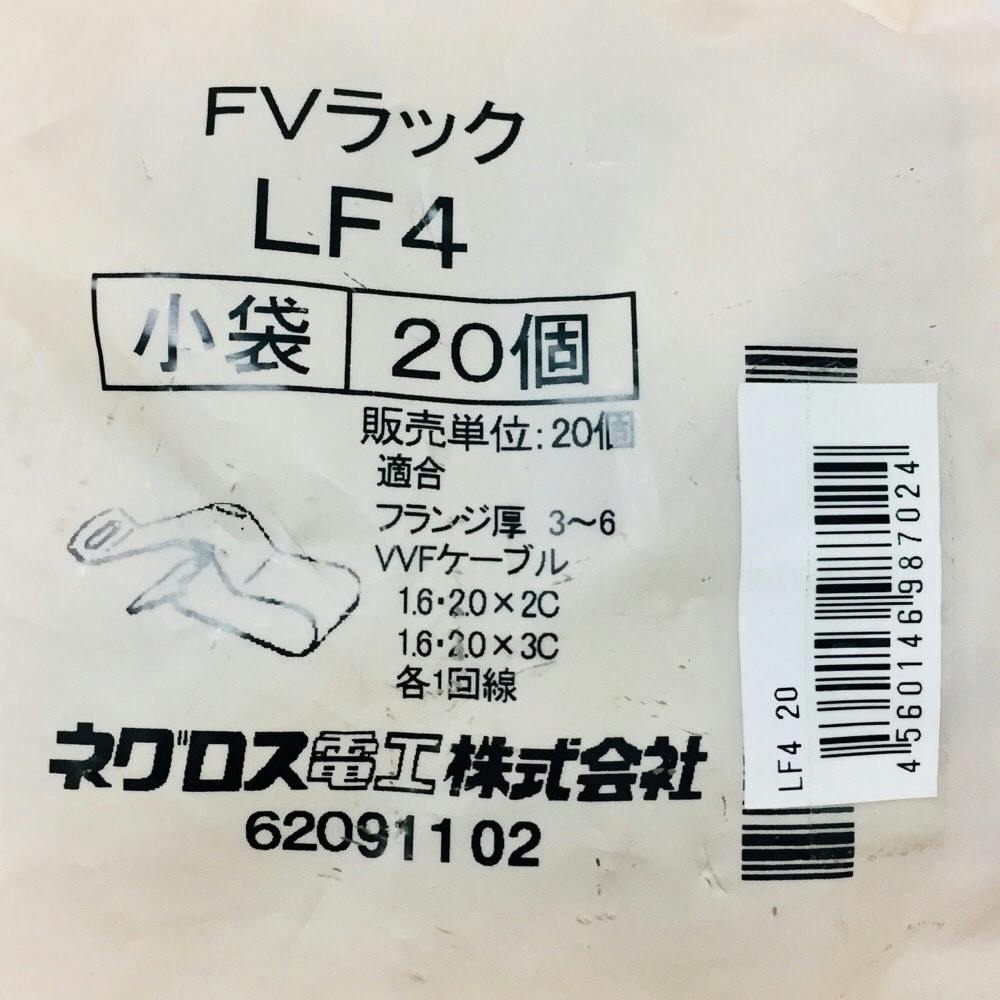 FVラック
LF4
小袋 20個
販売単位:20個
適合
フランジ厚 3～6
VVFケーブル
1.6・2.0×2C
1.6・2.0×3C
各1回線
ネグロス電工株式会社
62091102
LF4 20
4560146987024